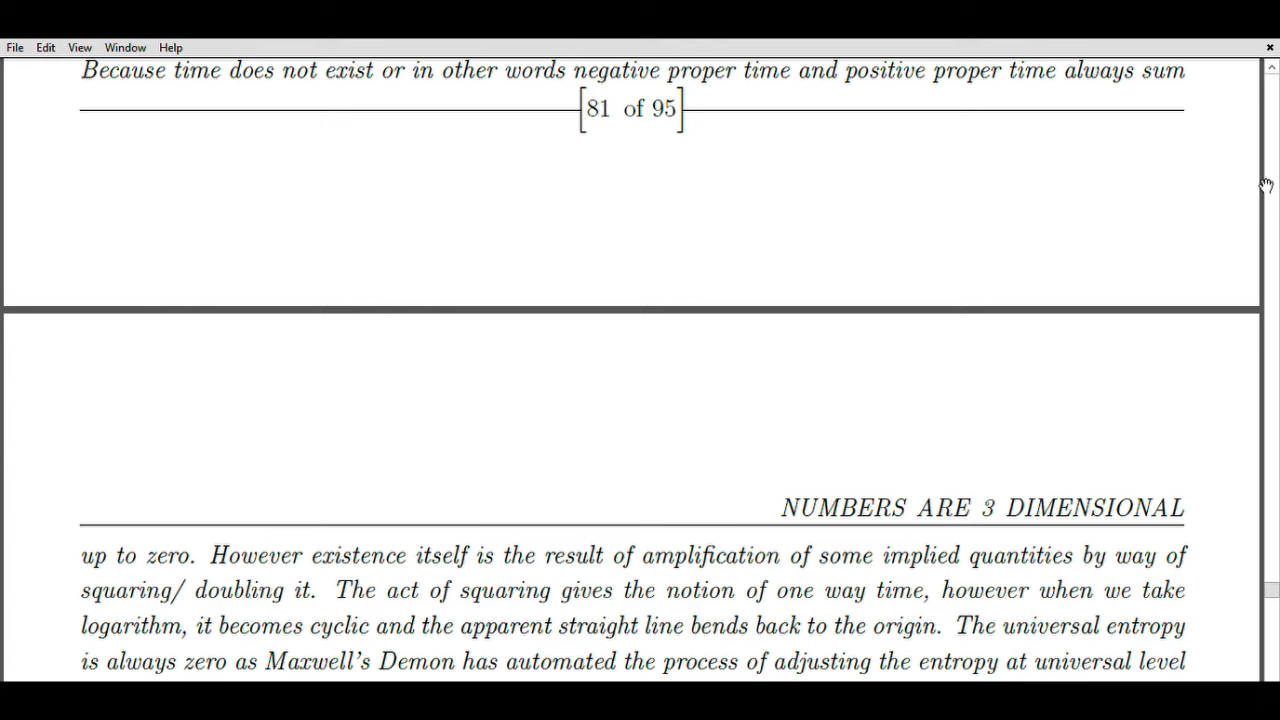 File Edit View Window Help
Because time does not exist or in other words negative proper time and positive proper time always sum
[81 of 95]
NUMBERS ARE 3 DIMENSIONAL
up to zero. However existence itself is the result of amplification of some implied quantities by way of
squaring/ doubling it. The act of squaring gives the notion of one way time, however when we take
logarithm, it becomes cyclic and the apparent straight line bends back to the origin. The universal entropy
is always zero as Maxwell's Demon has automated the process of adjusting the entropy at universal level